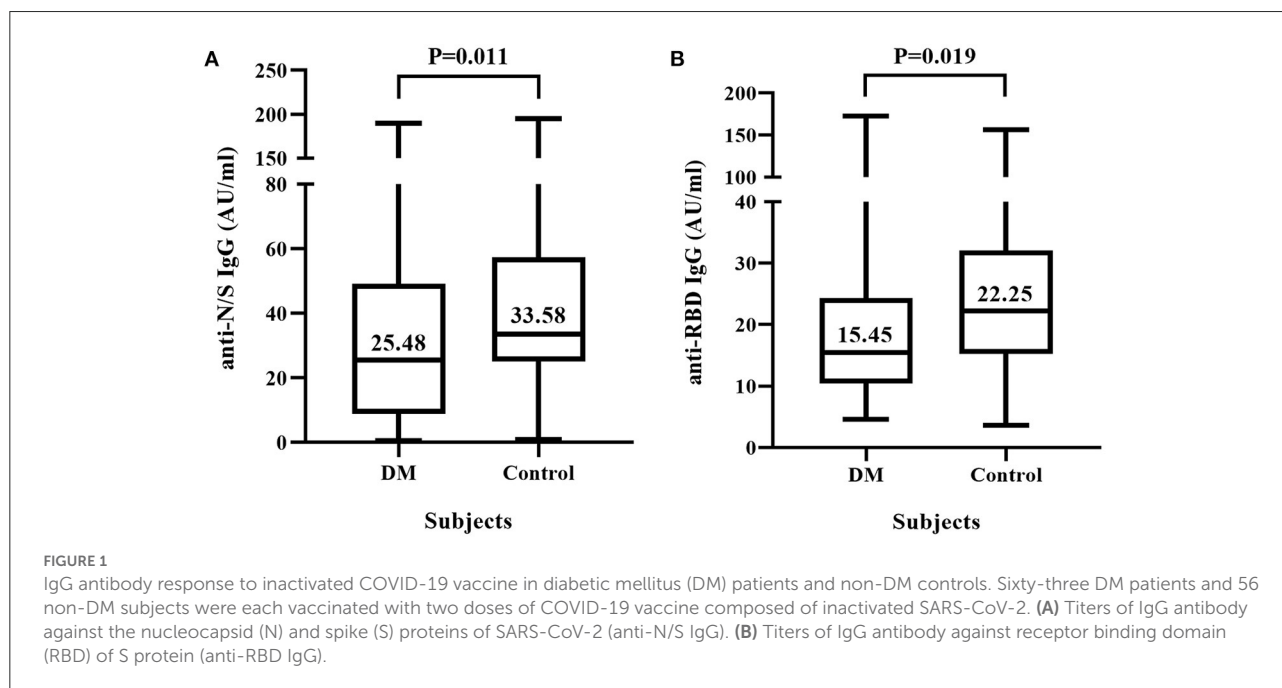 A
P=0.011
250
200
150
80
60
40
20
0
anti-N/S IgG (AU/ml)
25.48
33.58
DM
Control
Subjects
B
P=0.019
200
150
100
40
30
20
10
0
anti-RBD IgG (AU/ml)
15.45
22.25
DM
Control
Subjects
FIGURE 1
IgG antibody response to inactivated COVID-19 vaccine in diabetic mellitus (DM) patients and non-DM controls. Sixty-three DM patients and 56
non-DM subjects were each vaccinated with two doses of COVID-19 vaccine composed of inactivated SARS-CoV-2. (A) Titers of IgG antibody
against the nucleocapsid (N) and spike (S) proteins of SARS-CoV-2 (anti-N/S IgG). (B) Titers of IgG antibody against receptor binding domain
(RBD) of S protein (anti-RBD IgG).